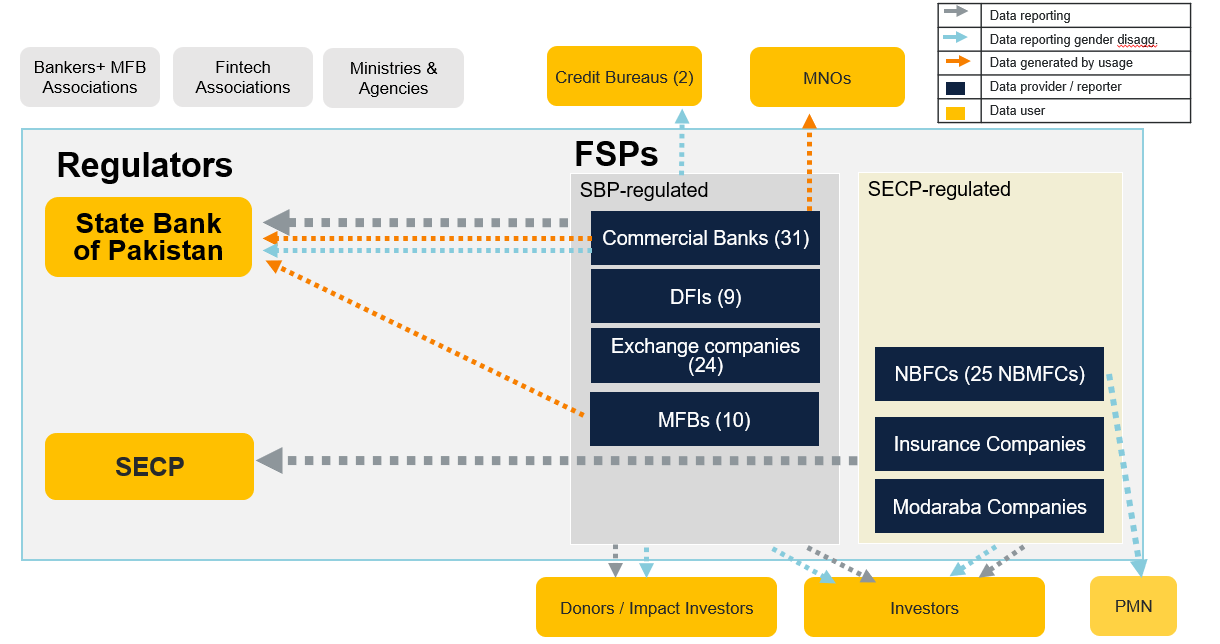 Data reporting
Data reporting gender disagg.
Data generated by usage
Data provider / reporter
Data user
Bankers+ MFB
Associations
Fintech
Associations
Ministries &
Agencies
Credit Bureaus (2)
MNOs
Regulators
FSPs
SBP-regulated
SECP-regulated
State Bank
of Pakistan
Commercial Banks (31)
DFIs (9)
Exchange companies
(24)
MFBs (10)
NBFCs (25 NBMFCs)
Insurance Companies
Modaraba Companies
SECP
Donors / Impact Investors
Investors
PMN